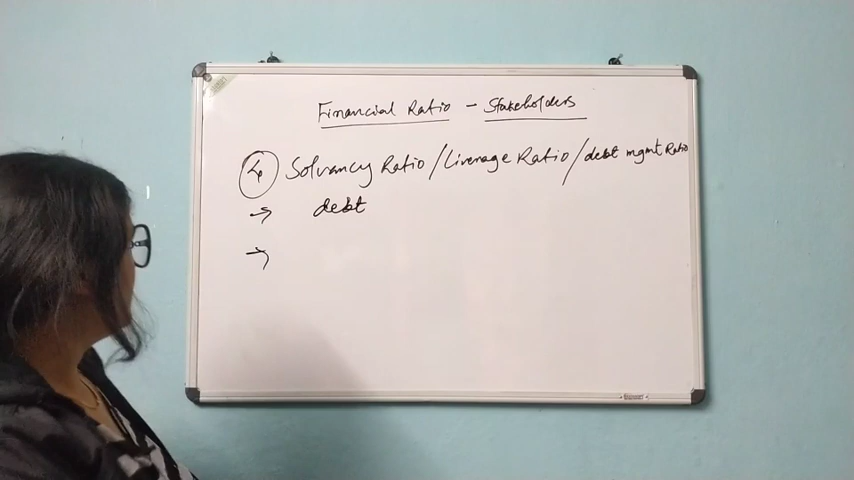 Financial Ratio - Stakeholders
4 Solvancy Ratio / Liverage Ratio / debt mgmt Ratio
→ debt
→